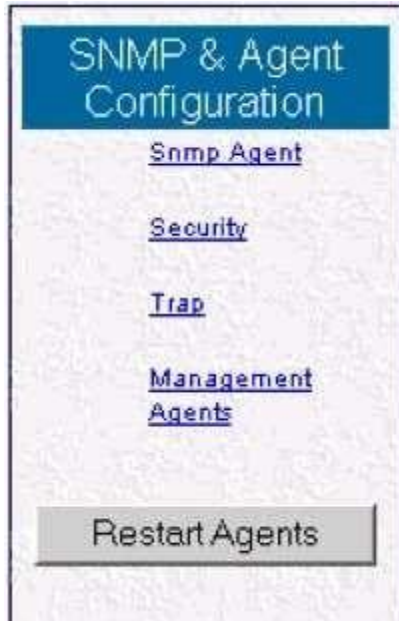 SNMP & Agent
Configuration
Snmp Agent
Security
Trap
Management
Agents
Restart Agents